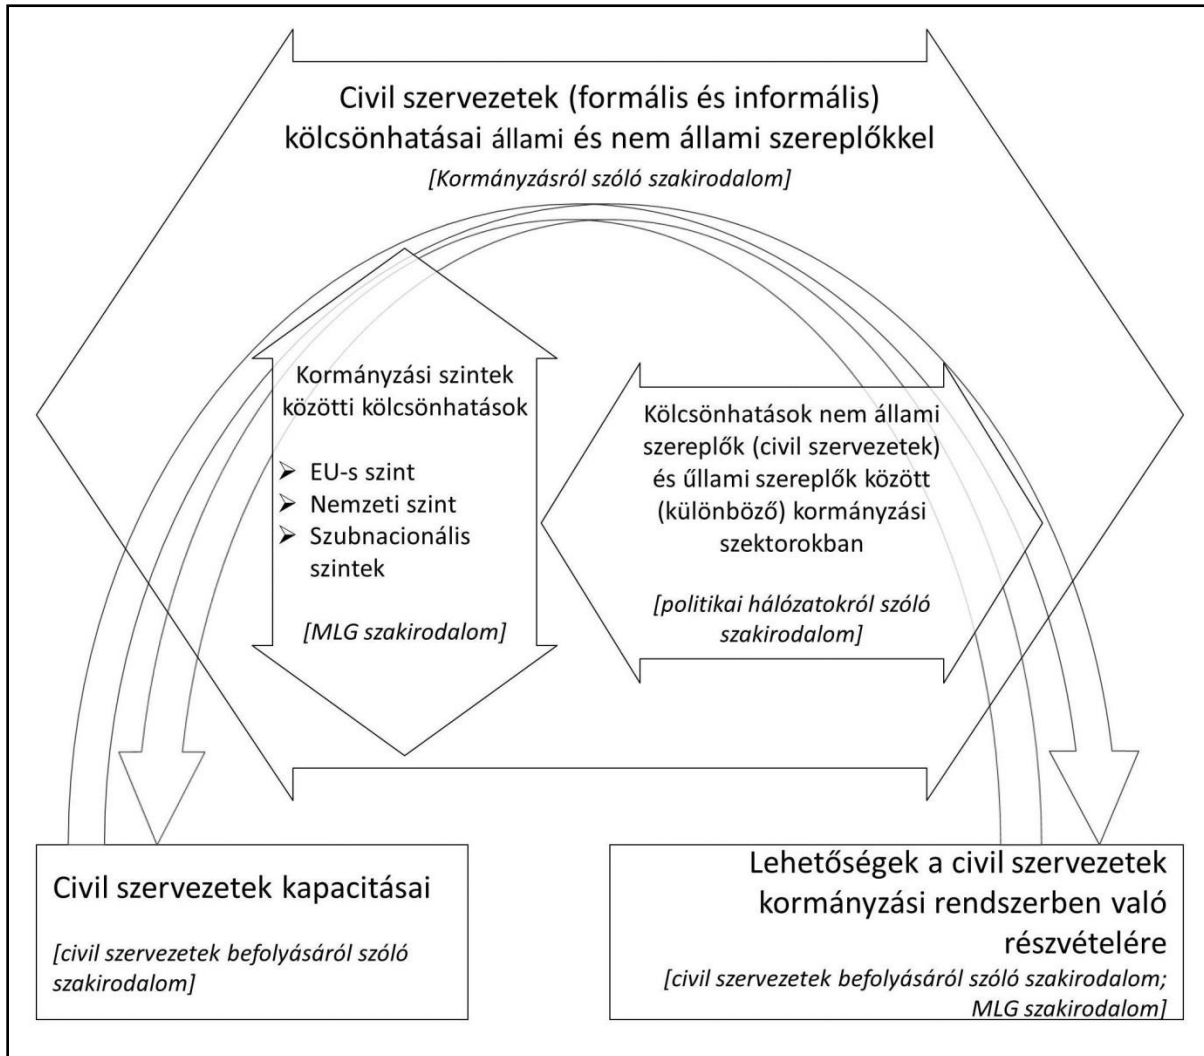 Civil szervezetek (formális és informális)
kölcsönhatásai állami és nem állami szereplőkkel
[Kormányzásról szóló szakirodalom]
Kormányzási szintek
közötti kölcsönhatások
➢ EU-s szint
➢ Nemzeti szint
➢ Szubnacionális
szintek
[MLG szakirodalom]
Kölcsönhatások nem állami
szereplők (civil szervezetek)
és űllami szereplők között
(különböző) kormányzási
szektorokban
[politikai hálózatokról szóló
szakirodalom]
Civil szervezetek kapacitásai
[civil szervezetek befolyásáról szóló
szakirodalom]
Lehetőségek a civil szervezetek
kormányzási rendszerben való
részvételére
[civil szervezetek befolyásáról szóló szakirodalom;
MLG szakirodalom]